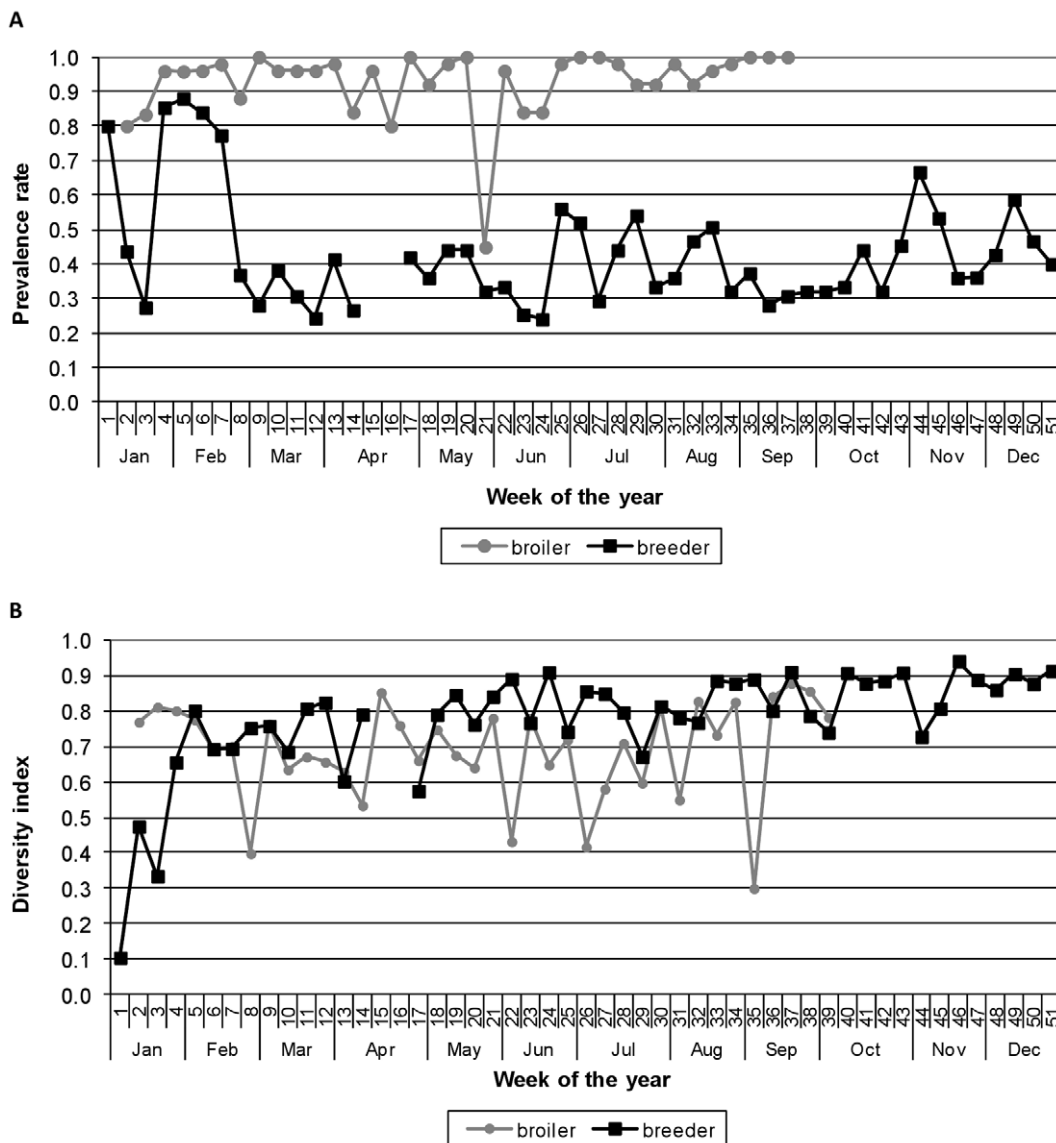 A
1.0
0.9
0.8
0.7
0.6
0.5
0.4
0.3
0.2
0.1
0.0
Prevalence rate
1 2 3 4 5 6 7 8 9 10 11 12 13 14 15 16 17 18 19 20 21 22 23 24 25 26 27 28 29 30 31 32 33 34 35 36 37 38 39 40 41 42 43 44 45 46 47 48 49 50 51
Jan Feb Mar Apr May Jun Jul Aug Sep Oct Nov Dec
Week of the year
broiler breeder
B
1.0
0.9
0.8
0.7
0.6
0.5
0.4
0.3
0.2
0.1
0.0
Diversity index
1 2 3 4 5 6 7 8 9 10 11 12 13 14 15 16 17 18 19 20 21 22 23 24 25 26 27 28 29 30 31 32 33 34 35 36 37 38 39 40 41 42 43 44 45 46 47 48 49 50 51
Jan Feb Mar Apr May Jun Jul Aug Sep Oct Nov Dec
Week of the year
broiler breeder